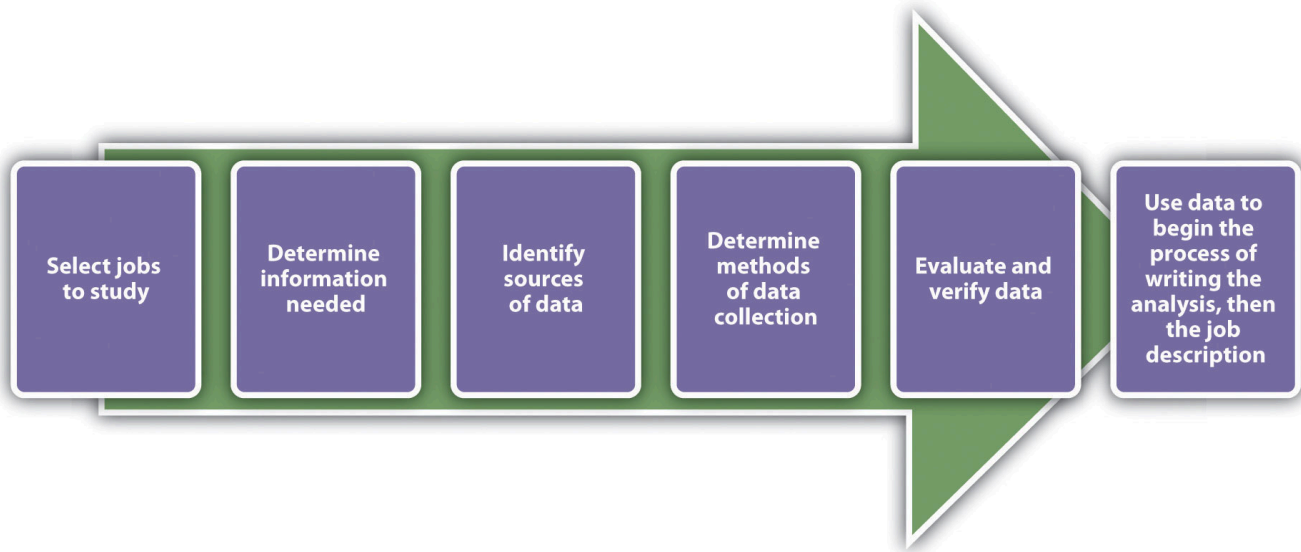 Select jobs
to study
Determine
information
needed
Identify
sources
of data
Determine
methods
of data
collection
Evaluate and
verify data
Use data to
begin the
process of
writing the
analysis, then
the job
description